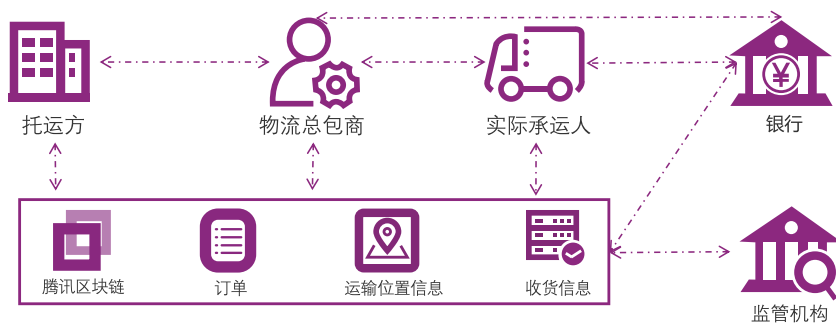 托运方
物流总包商
实际承运人
¥
银行
腾讯区块链
订单
运输位置信息
收货信息
监管机构